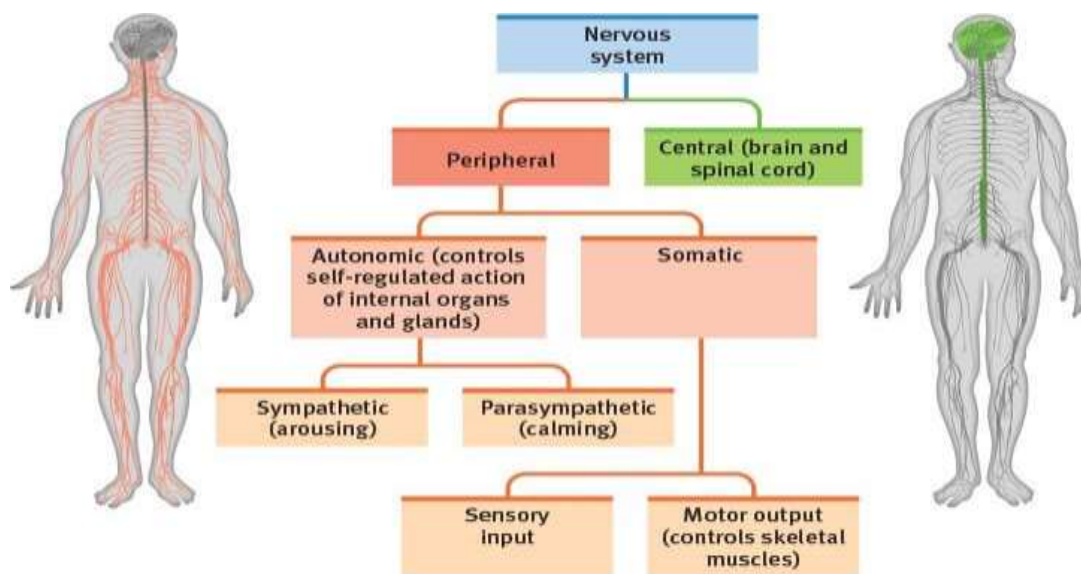 Nervous
system
Peripheral
Central (brain and
spinal cord)
Autonomic (controls
self-regulated action
of internal organs
and glands)
Somatic
Sympathetic
(arousing)
Parasympathetic
(calming)
Sensory
input
Motor output
(controls skeletal
muscles)